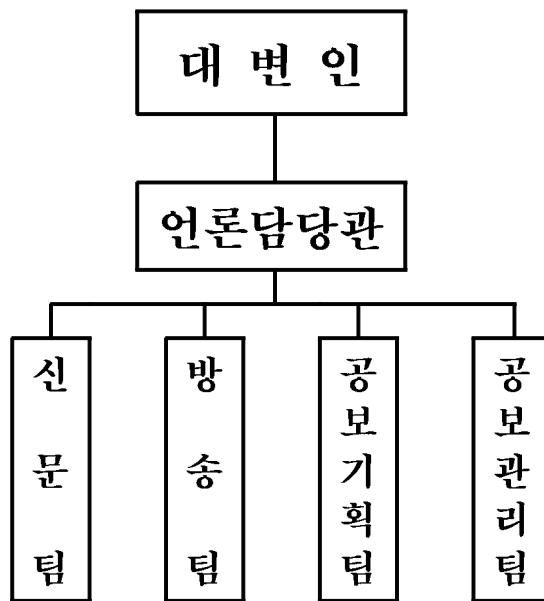 대 변 인
언론담당관
신문팀
방송팀
공보기획팀
공보관리팀